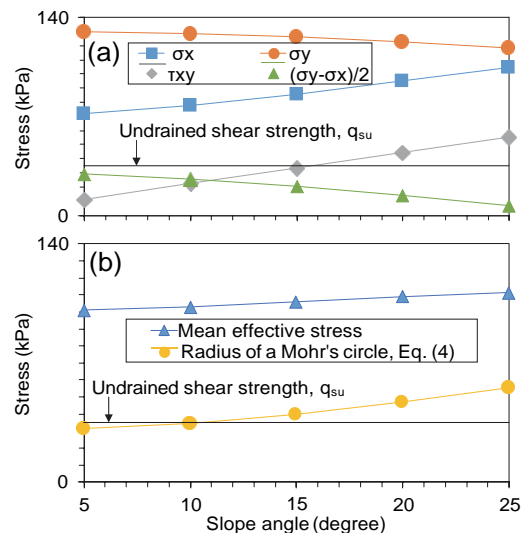 140
(a)
σx
σy
τxy
(σy-σx)/2
Stress (kPa)
Undrained shear strength, qsu
0
140
(b)
Mean effective stress
Radius of a Mohr's circle, Eq. (4)
Stress (kPa)
Undrained shear strength, qsu
0
5 10 15 20 25
Slope angle (degree)